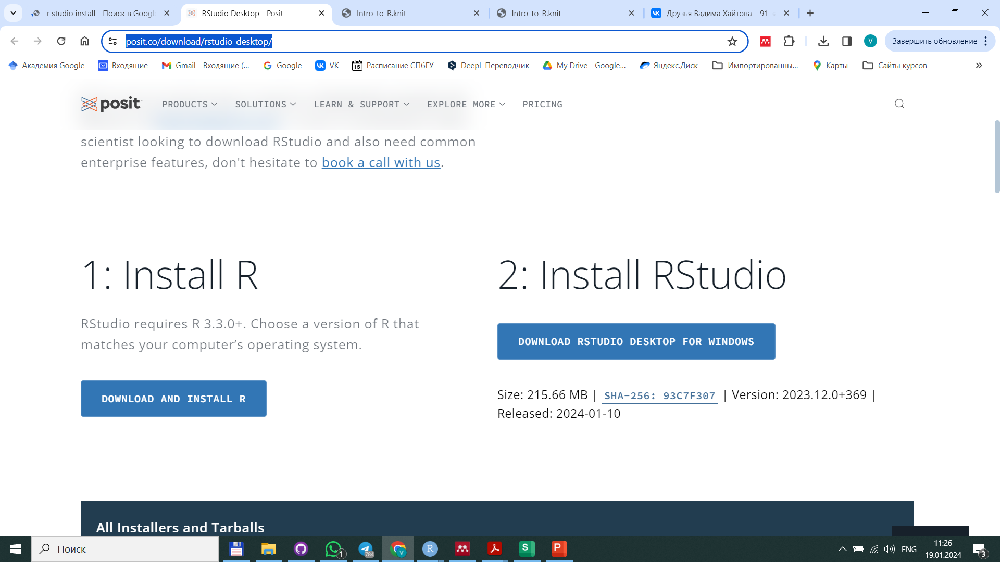 r studio install - Поиск в Googl
RStudio Desktop - Posit
Intro_to_R.knit
Intro_to_R.knit
Друзья Вадима Хайтова – 91 з
posit.co/download/rstudio-desktop/
V
Завершить обновление
Академия Google
Входящие
Gmail - Входящие (...
Google
VK
15
Расписание СПбГУ
DeepL Переводчик
My Drive - Google...
Яндекс.Диск
Импортированны...
Карты
Сайты курсов
posit
PRODUCTS
SOLUTIONS
LEARN & SUPPORT
EXPLORE MORE
PRICING
scientist looking to download RStudio and also need common
enterprise features, don't hesitate to book a call with us.
1: Install R
RStudio requires R 3.3.0+. Choose a version of R that
matches your computer’s operating system.
DOWNLOAD AND INSTALL R
2: Install RStudio
DOWNLOAD RSTUDIO DESKTOP FOR WINDOWS
Size: 215.66 MB | SHA-256: 93C7F307 | Version: 2023.12.0+369 |
Released: 2024-01-10
All Installers and Tarballs
Поиск
1
784
V
R
S
P
ENG
11:26
19.01.2024
3